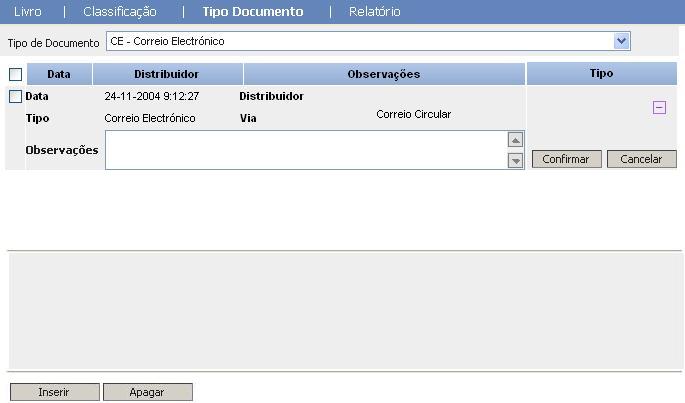 Livro | Classificação | Tipo Documento | Relatório
Tipo de Documento CE - Correio Electrónico
Data Distribuidor Observações Tipo
Data 24-11-2004 9:12:27 Distribuidor
Tipo Correio Electrónico Via Correio Circular
Observações
Confirmar Cancelar
Inserir Apagar